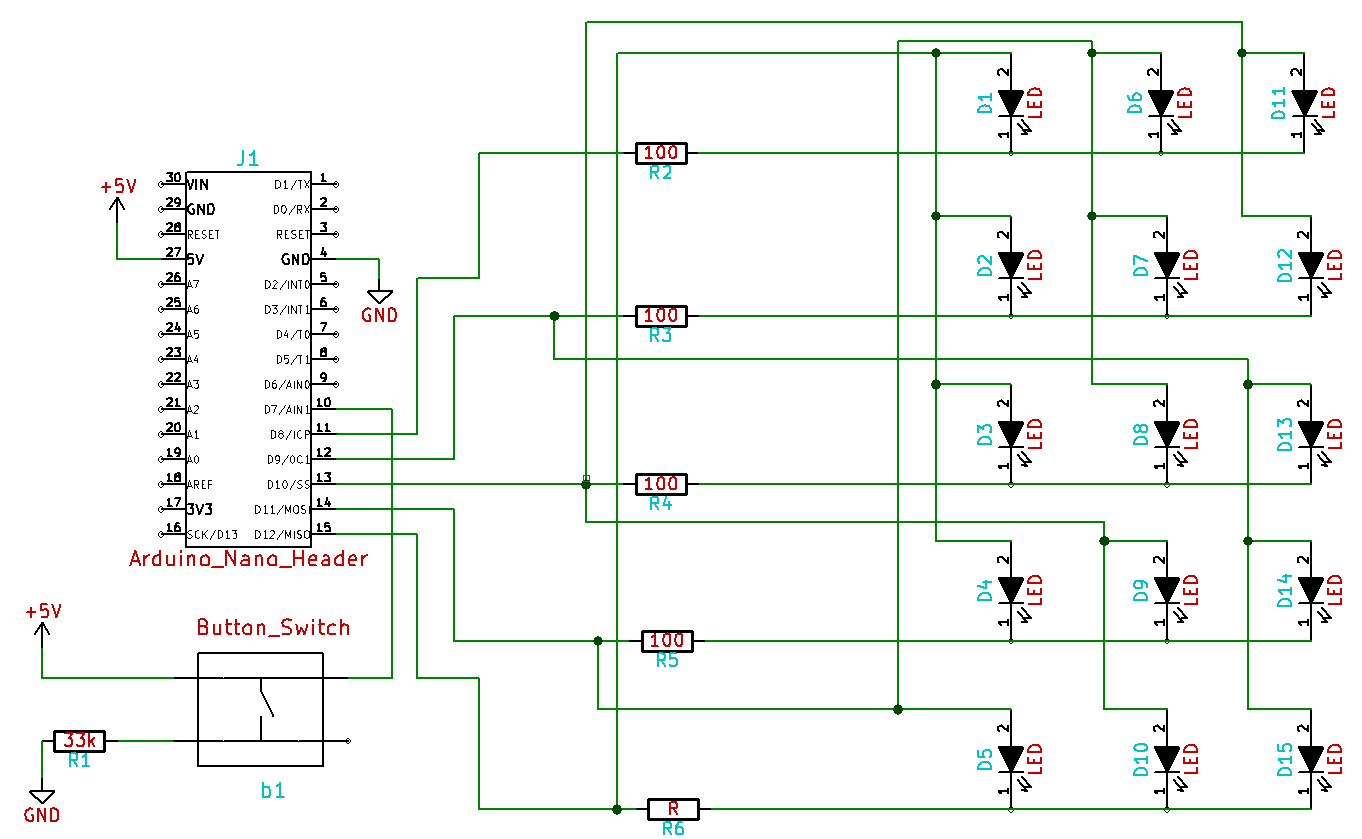 J1
+5V
30 VIN D1/TX 1
29 GND D0/RX 2
28 RESET RESET 3
27 5V GND 4
26 A7 D2/INT0 5
25 A6 D3/INT1 6
24 A5 D4/T0 7
23 A4 D5/T1 8
22 A3 D6/AIN0 9
21 A2 D7/AIN1 10
20 A1 D8/ICP 11
19 A0 D9/OC1 12
18 AREF D10/SS 13
17 3V3 D11/MOSI 14
16 SCK/D13 D12/MISO 15
Arduino_Nano_Header
GND
+5V
Button_Switch
33k
R1
b1
GND
100
R2
100
R3
100
R4
100
R5
R
R6
2 D1 LED 1
2 D6 LED 1
2 D11 LED 1
2 D2 LED 1
2 D7 LED 1
2 D12 LED 1
2 D3 LED 1
2 D8 LED 1
2 D13 LED 1
2 D4 LED 1
2 D9 LED 1
2 D14 LED 1
2 D5 LED 1
2 D10 LED 1
2 D15 LED 1